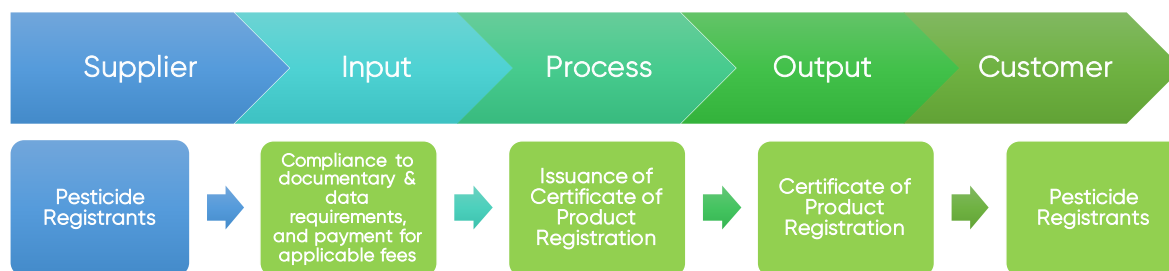 Supplier
Input
Process
Output
Customer
Pesticide
Registrants
Compliance to
documentary &
data
requirements,
and payment for
applicable fees
Issuance of
Certificate of
Product
Registration
Certificate of
Product
Registration
Pesticide
Registrants